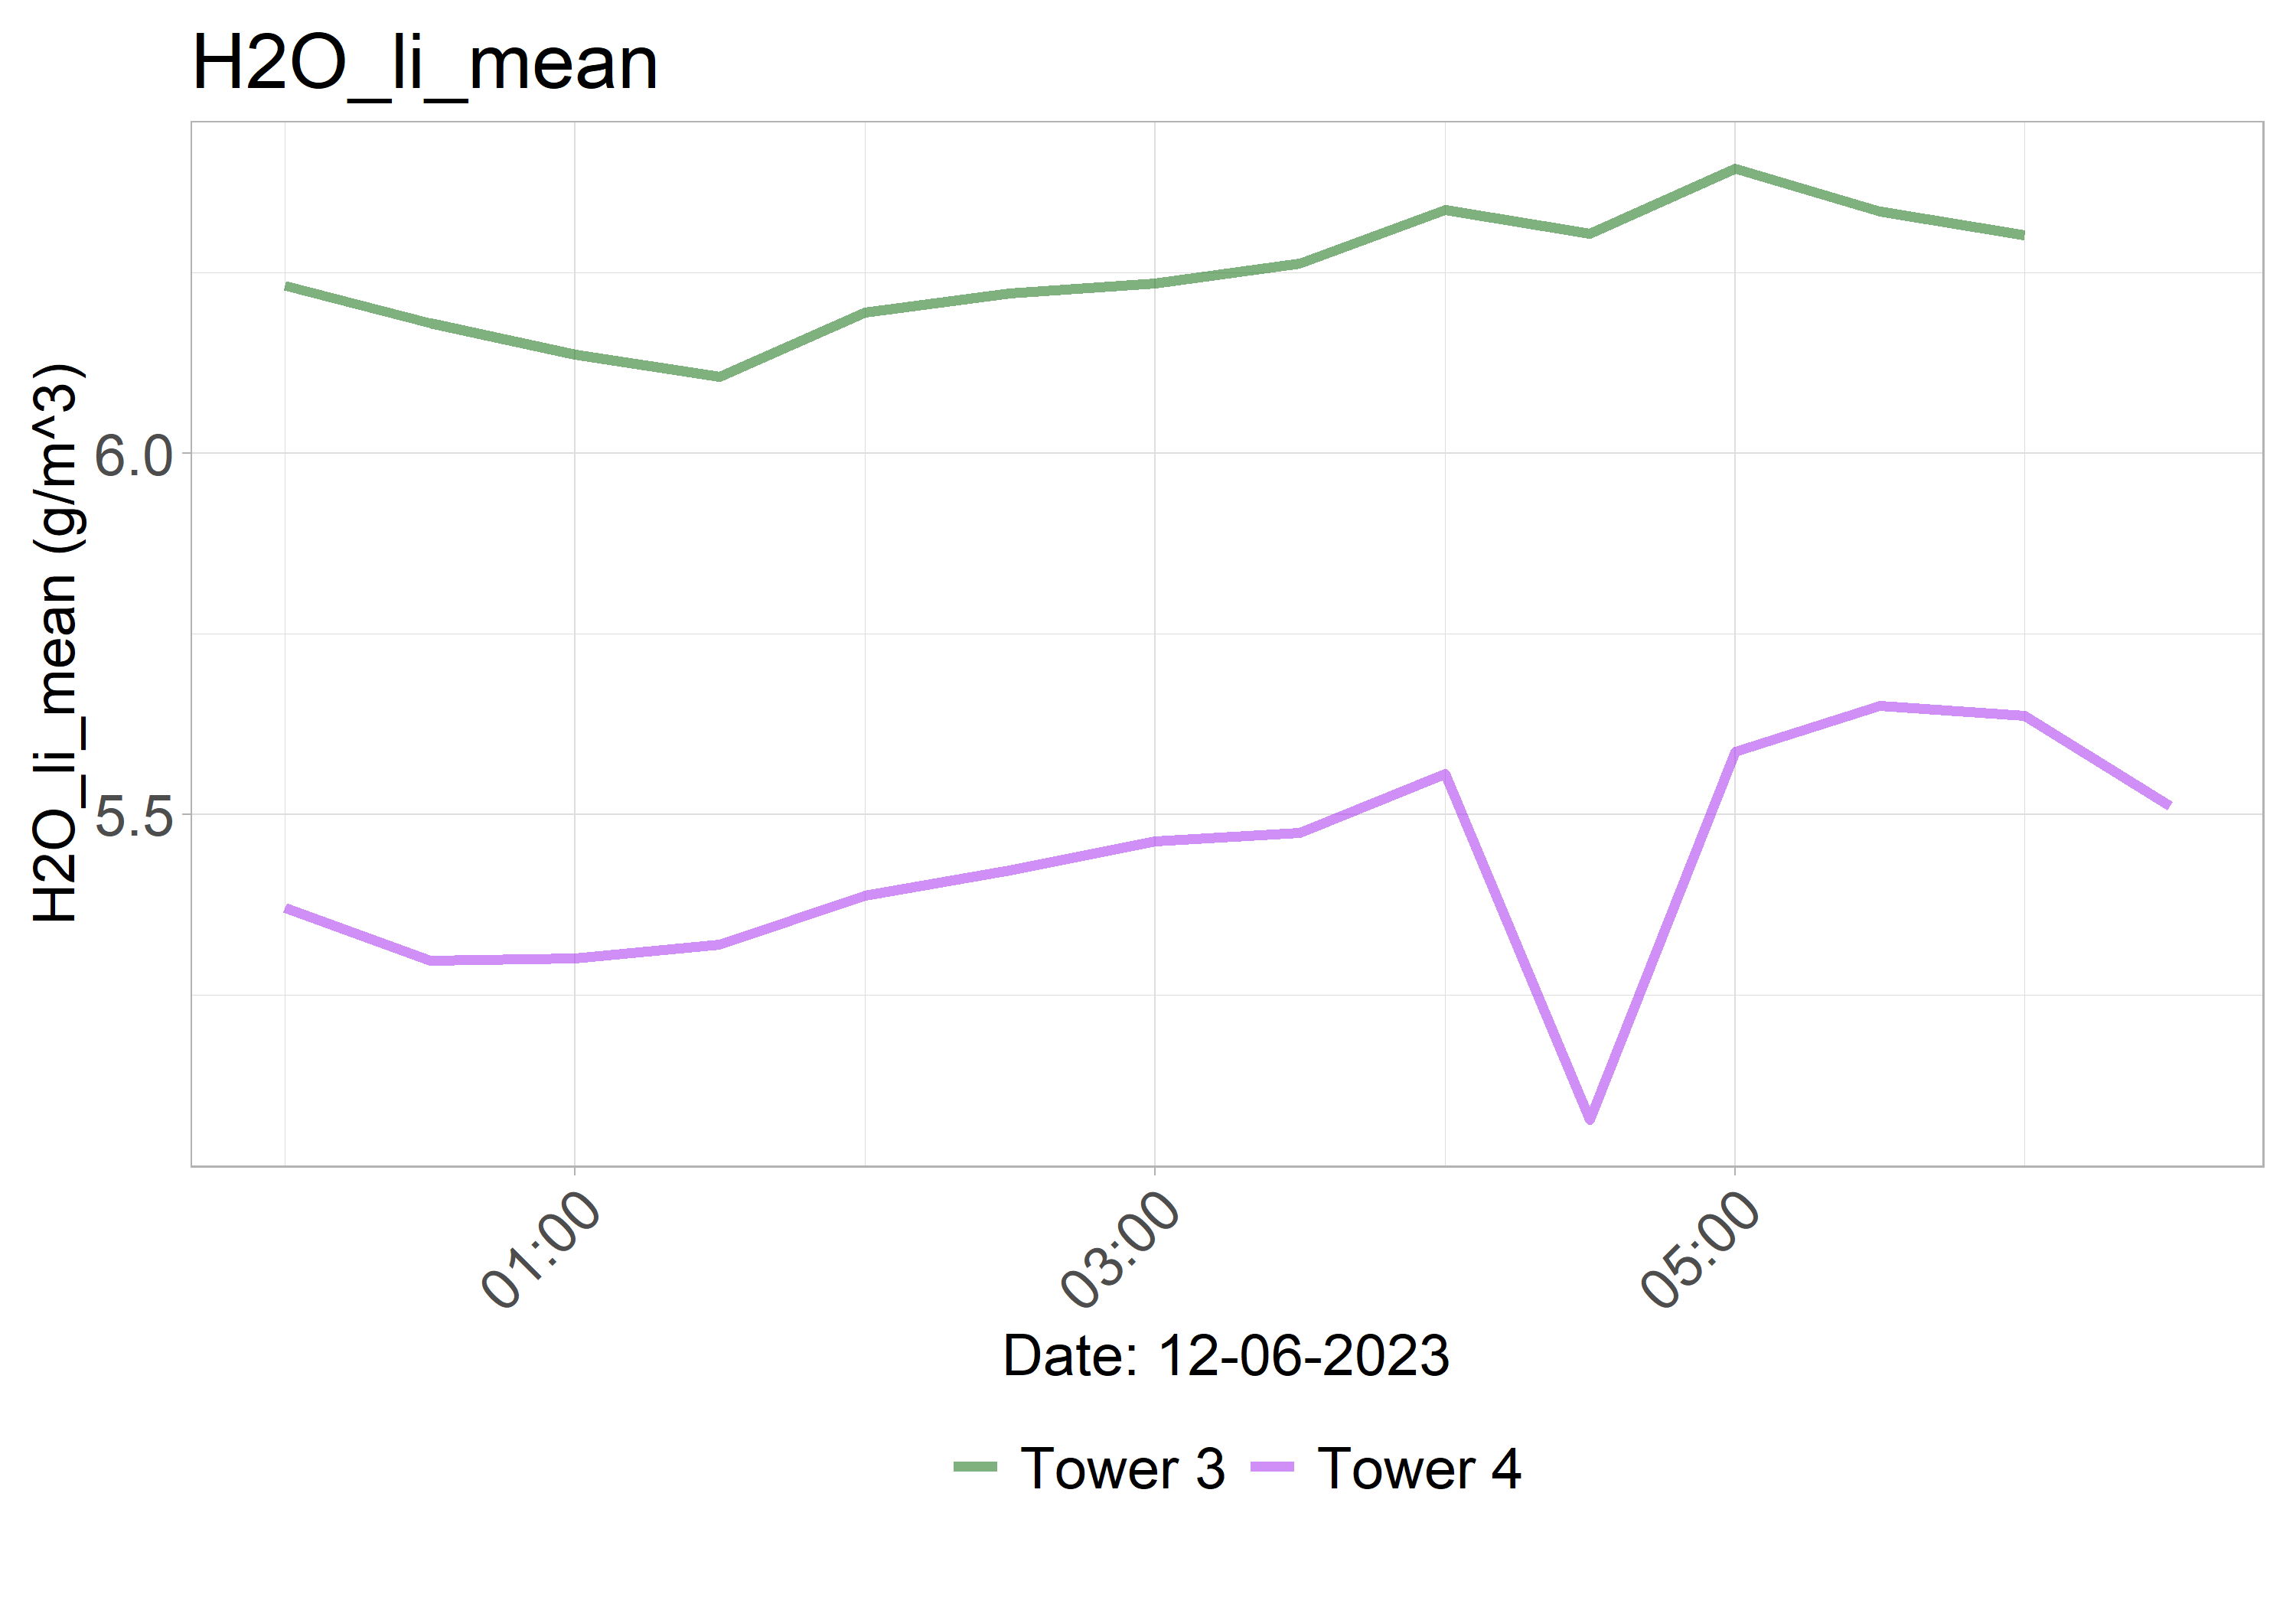 H2O_li_mean
H2O_li_mean (g/m^3)
6.0
5.5
01:00
03:00
05:00
Date: 12-06-2023
Tower 3
Tower 4